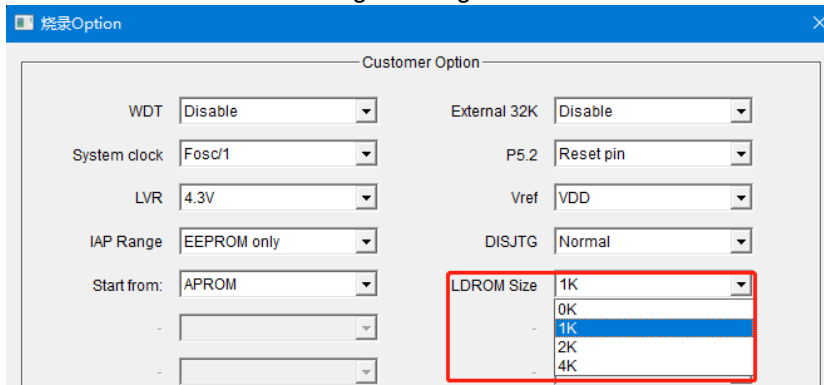 烧录Option
Customer Option
WDT Disable External 32K Disable
System clock Fosc/1 P5.2 Reset pin
LVR 4.3V Vref VDD
IAP Range EEPROM only DISJTG Normal
Start from: APROM LDROM Size 1K
0K
- - 1K
2K
- - 4K